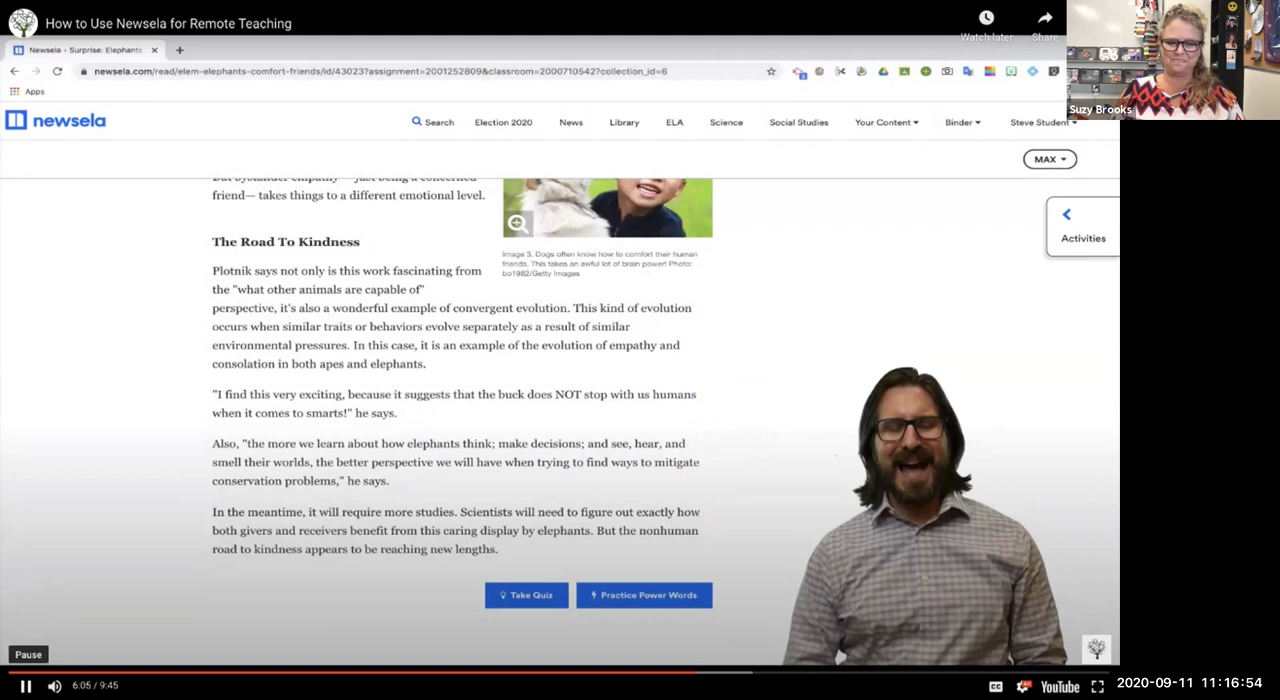 How to Use Newsela for Remote Teaching
Watch later
Share
Suzy Brooks
Newsela - Surprise: Elephants
newsela.com/read/elem-elephants-comfort-friends/id/43023?assignment=2001252809&classroom=2000710542?collection_id=6
Apps
newsela
Search Election 2020 News Library ELA Science Social Studies Your Content Binder Steve Student
MAX
Activities
But bystander empathy — just being a concerned
friend— takes things to a different emotional level.
The Road To Kindness
Plotnik says not only is this work fascinating from
the "what other animals are capable of"
perspective, it's also a wonderful example of convergent evolution. This kind of evolution
occurs when similar traits or behaviors evolve separately as a result of similar
environmental pressures. In this case, it is an example of the evolution of empathy and
consolation in both apes and elephants.
Image 3. Dogs often know how to comfort their human
friends. This takes an awful lot of brain power! Photo:
bo1982/Getty Images
"I find this very exciting, because it suggests that the buck does NOT stop with us humans
when it comes to smarts!" he says.
Also, "the more we learn about how elephants think; make decisions; and see, hear, and
smell their worlds, the better perspective we will have when trying to find ways to mitigate
conservation problems," he says.
In the meantime, it will require more studies. Scientists will need to figure out exactly how
both givers and receivers benefit from this caring display by elephants. But the nonhuman
road to kindness appears to be reaching new lengths.
Take Quiz
Practice Power Words
Pause
6:05 / 9:45
CC
YouTube
2020-09-11 11:16:54